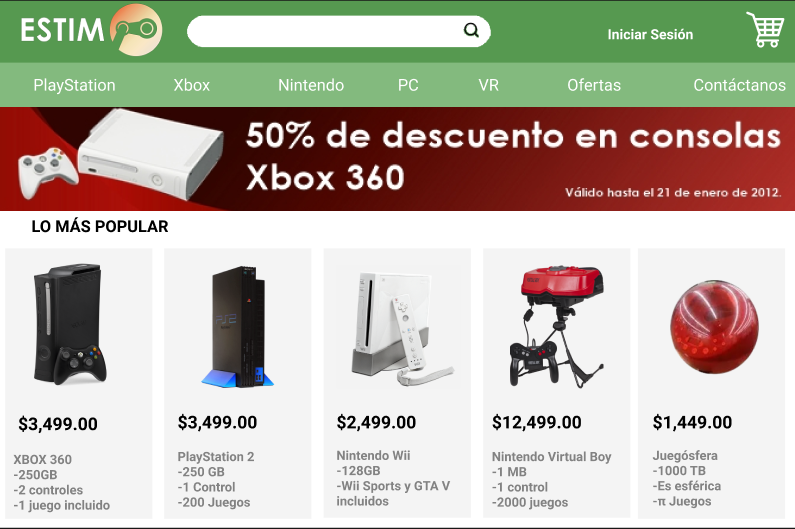 ESTIM
Iniciar Sesión
PlayStation Xbox Nintendo PC VR Ofertas Contáctanos
50% de descuento en consolas
Xbox 360
Válido hasta el 21 de enero de 2012.
LO MÁS POPULAR
$3,499.00
XBOX 360
-250GB
-2 controles
-1 juego incluido
$3,499.00
PlayStation 2
-250 GB
-1 Control
-200 Juegos
$2,499.00
Nintendo Wii
-128GB
-Wii Sports y GTA V
incluidos
$12,499.00
Nintendo Virtual Boy
-1 MB
-1 control
-2000 juegos
$1,449.00
Juegósfera
-1000 TB
-Es esférica
-π Juegos